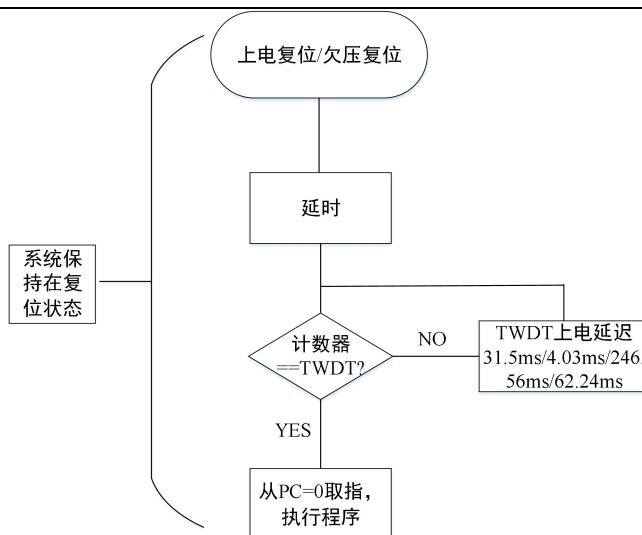 上电复位/欠压复位
延时
系统保
持在复
位状态
计数器
==TWDT?
NO
TWDT上电延迟
31.5ms/4.03ms/246.
56ms/62.24ms
YES
从PC=0取指，
执行程序